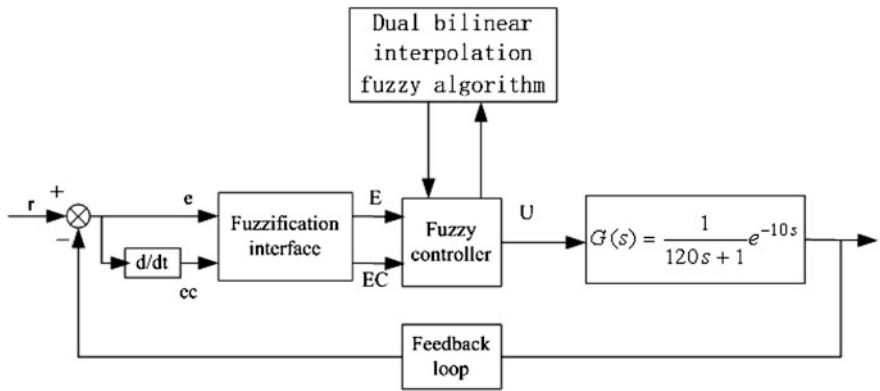 Dual bilinear
interpolation
fuzzy algorithm
r
+
−
e
d/dt
ec
Fuzzification
interface
E
EC
Fuzzy
controller
U
G(s) = 1/(120s+1) e^{-10s}
Feedback
loop